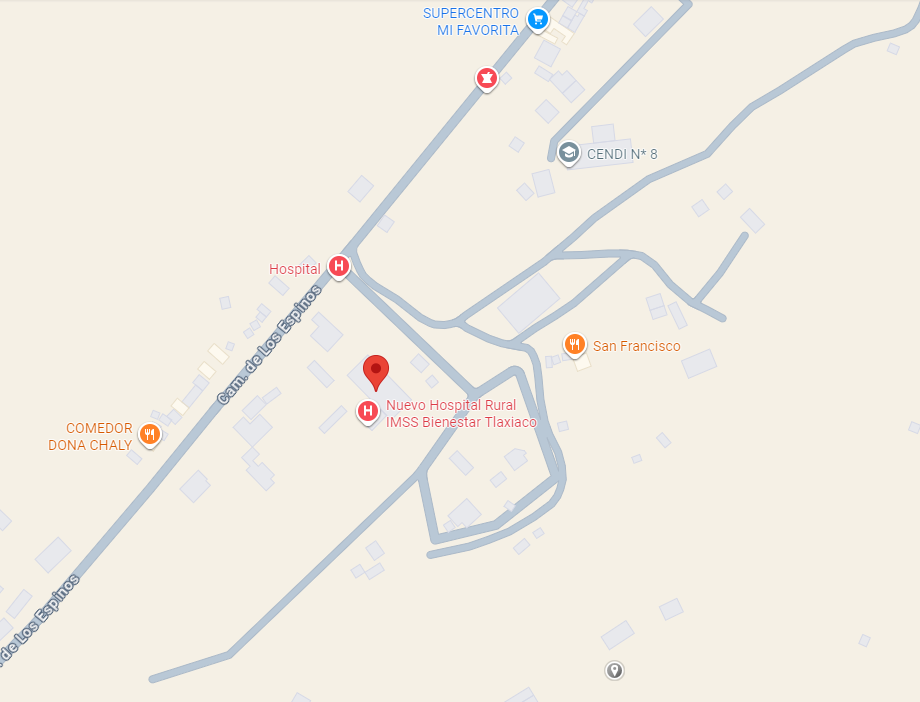 SUPERCENTRO
MI FAVORITA
CENDI N* 8
Hospital
Cam. de Los Espinos
San Francisco
Nuevo Hospital Rural
IMSS Bienestar Tlaxiaco
COMEDOR
DONA CHALY
. de Los Espinos